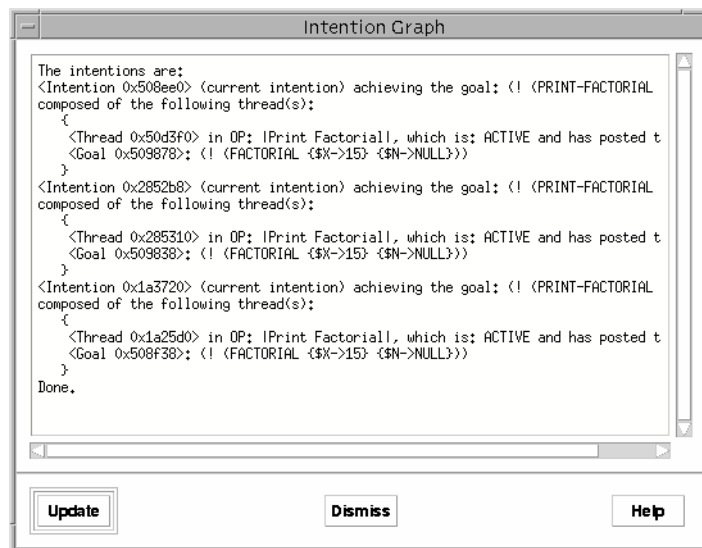 Intention Graph
The intentions are:
<Intention 0x508ee0> (current intention) achieving the goal: (! (PRINT-FACTORIAL
composed of the following thread(s):
{
<Thread 0x50d3f0> in OP: |Print Factorial|, which is: ACTIVE and has posted t
<Goal 0x509878>: (! (FACTORIAL {$X->15} {$N->NULL}))
}
<Intention 0x2852b8> (current intention) achieving the goal: (! (PRINT-FACTORIAL
composed of the following thread(s):
{
<Thread 0x285310> in OP: |Print Factorial|, which is: ACTIVE and has posted t
<Goal 0x509838>: (! (FACTORIAL {$X->15} {$N->NULL}))
}
<Intention 0x1a3720> (current intention) achieving the goal: (! (PRINT-FACTORIAL
composed of the following thread(s):
{
<Thread 0x1a25d0> in OP: |Print Factorial|, which is: ACTIVE and has posted t
<Goal 0x508f38>: (! (FACTORIAL {$X->15} {$N->NULL}))
}
Done.
Update Dismiss Help